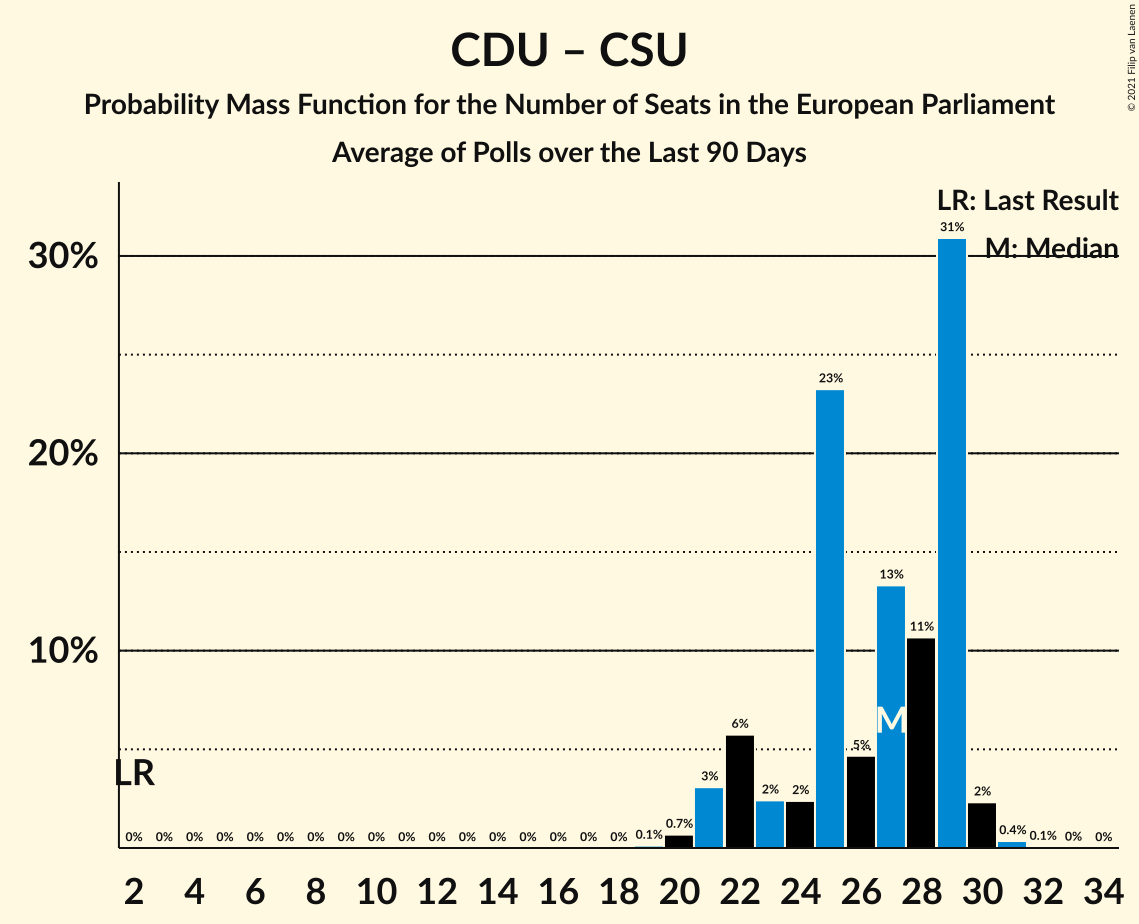 CDU – CSU
Probability Mass Function for the Number of Seats in the European Parliament
Average of Polls over the Last 90 Days
© 2021 Filip van Laenen
LR: Last Result
M: Median
30%
20%
10%
31%
23%
13%
11%
M
6%
5%
LR
3%
2%
2%
2%
0% 0% 0% 0% 0% 0% 0% 0% 0% 0% 0% 0% 0% 0% 0% 0% 0% 0.1% 0.7% 0.4% 0.1% 0% 0%
2 4 6 8 10 12 14 16 18 20 22 24 26 28 30 32 34